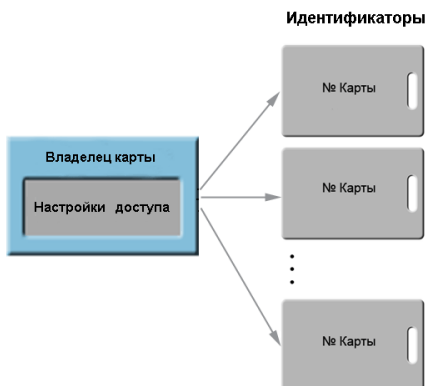 Идентификаторы
№ Карты
Владелец карты
Настройки доступа
№ Карты
№ Карты